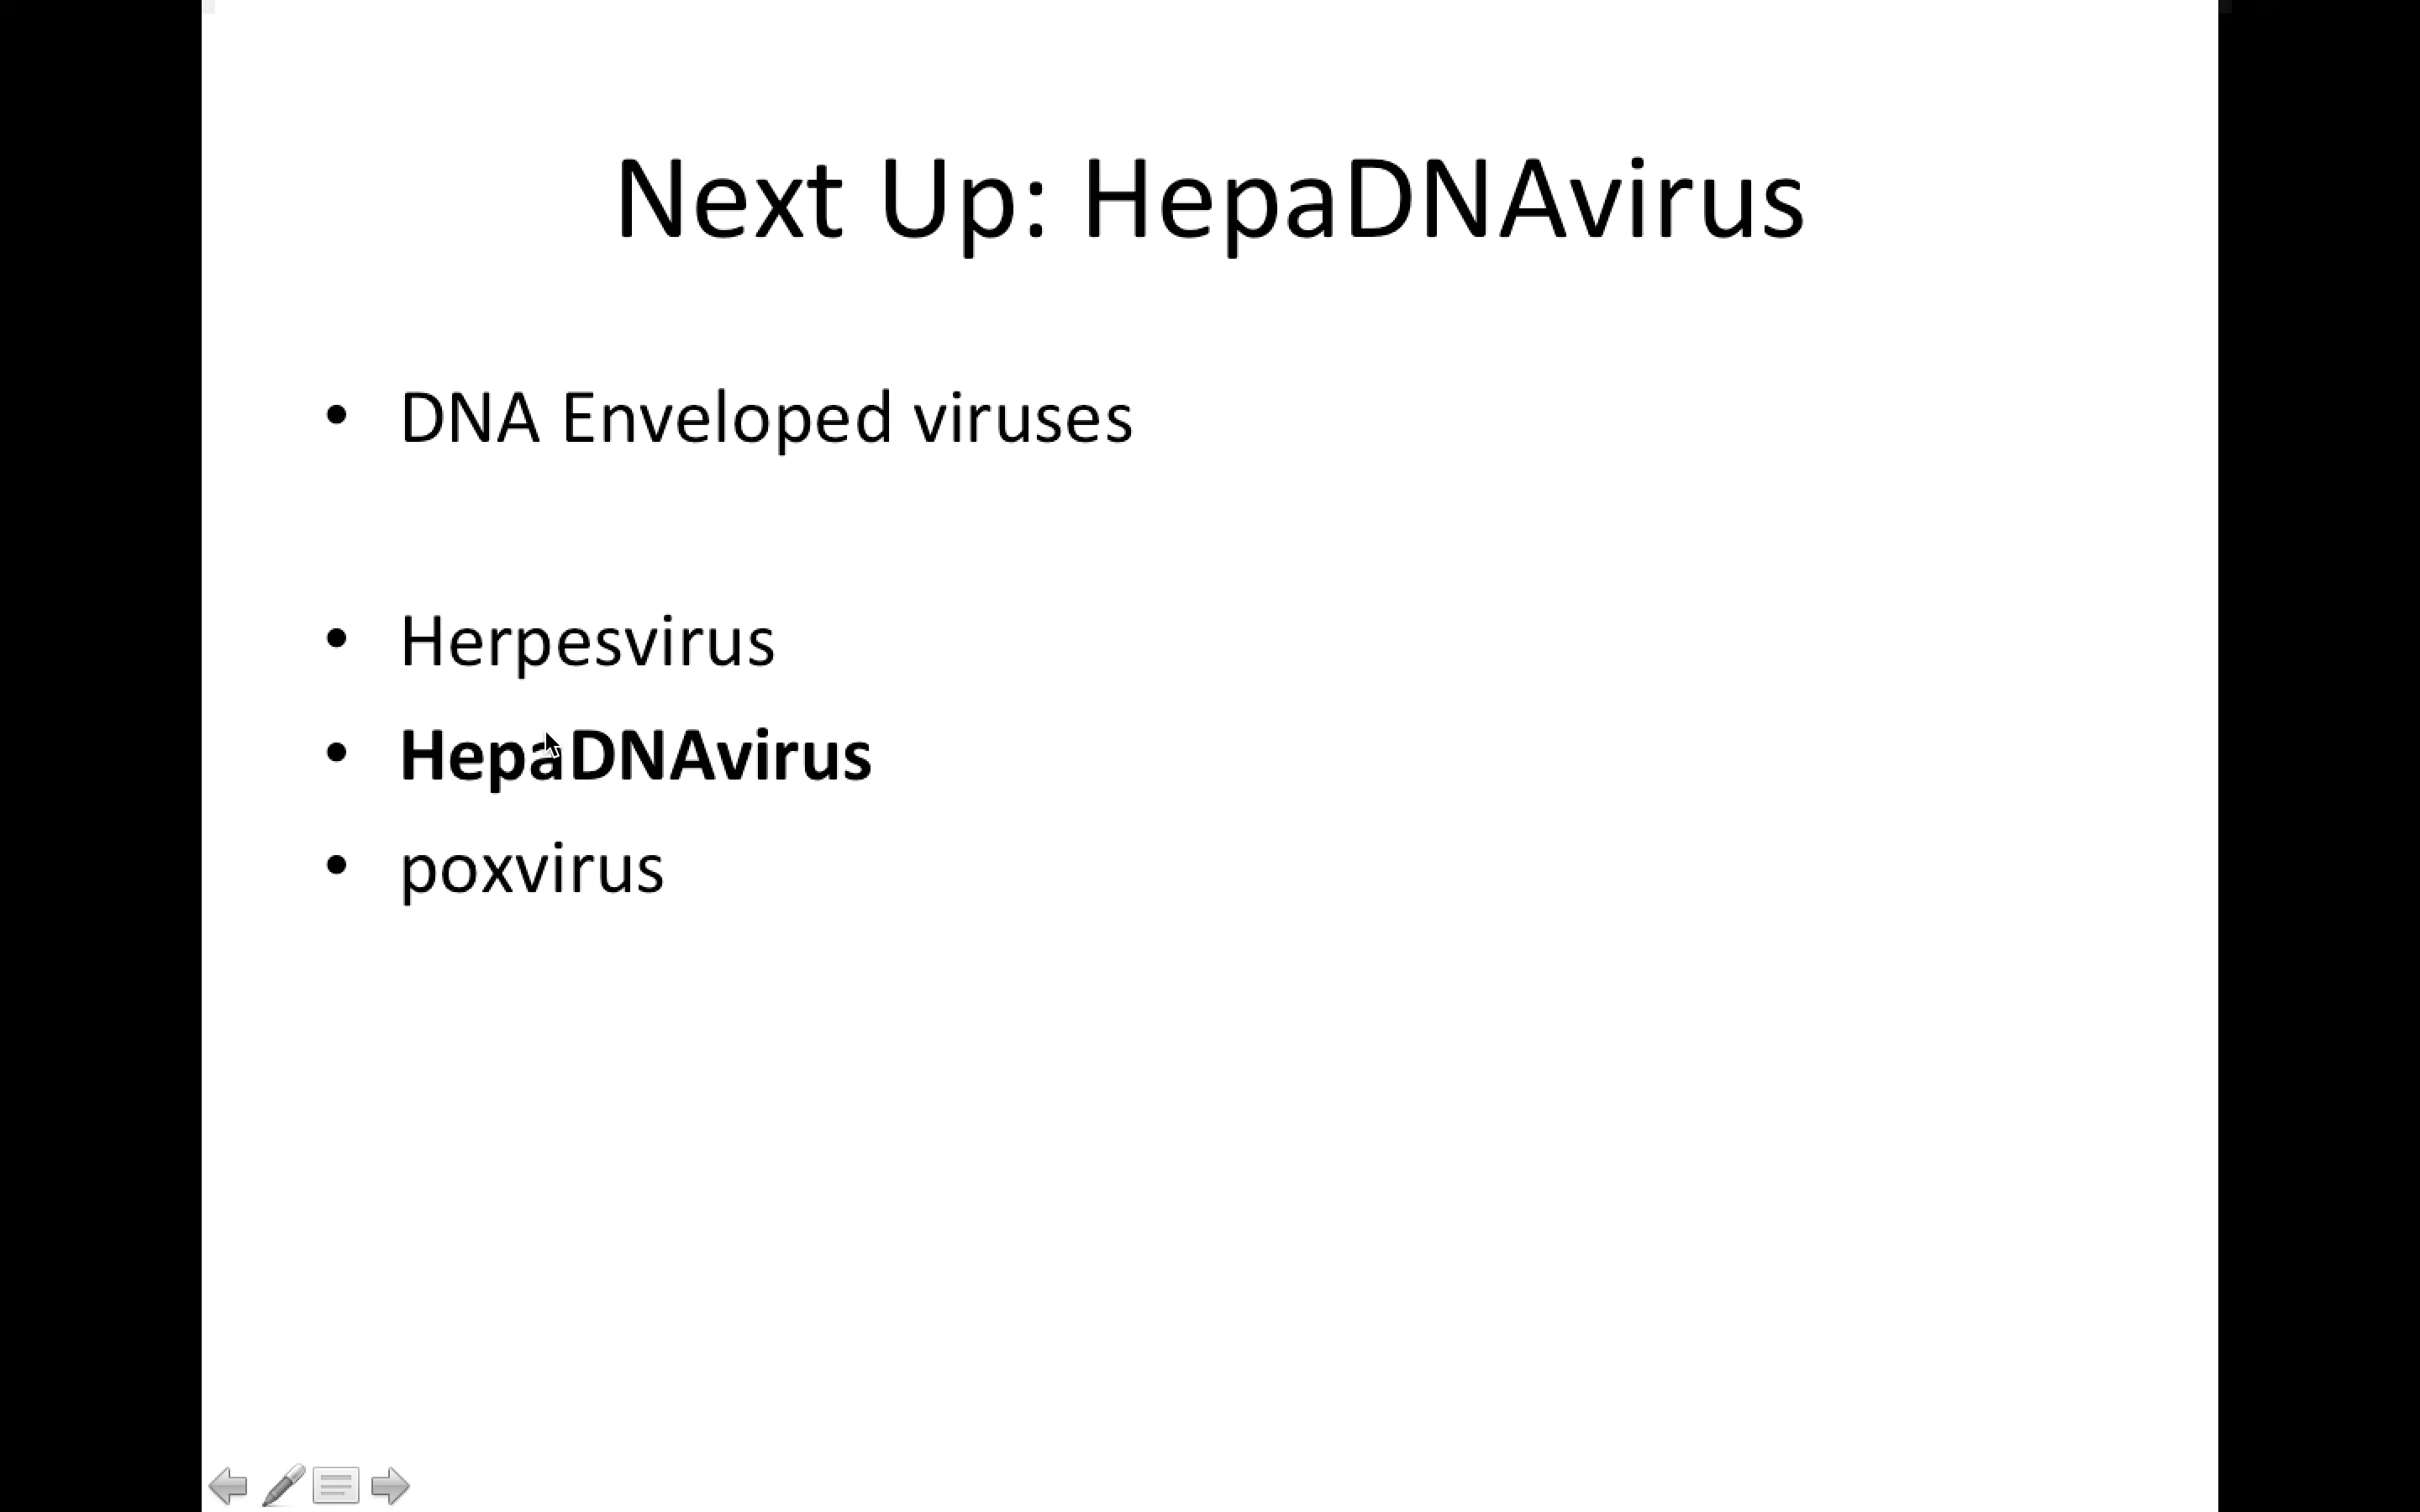 Next Up: HepaDNAvirus
• DNA Enveloped viruses
• Herpesvirus
• HepaDNAvirus
• poxvirus